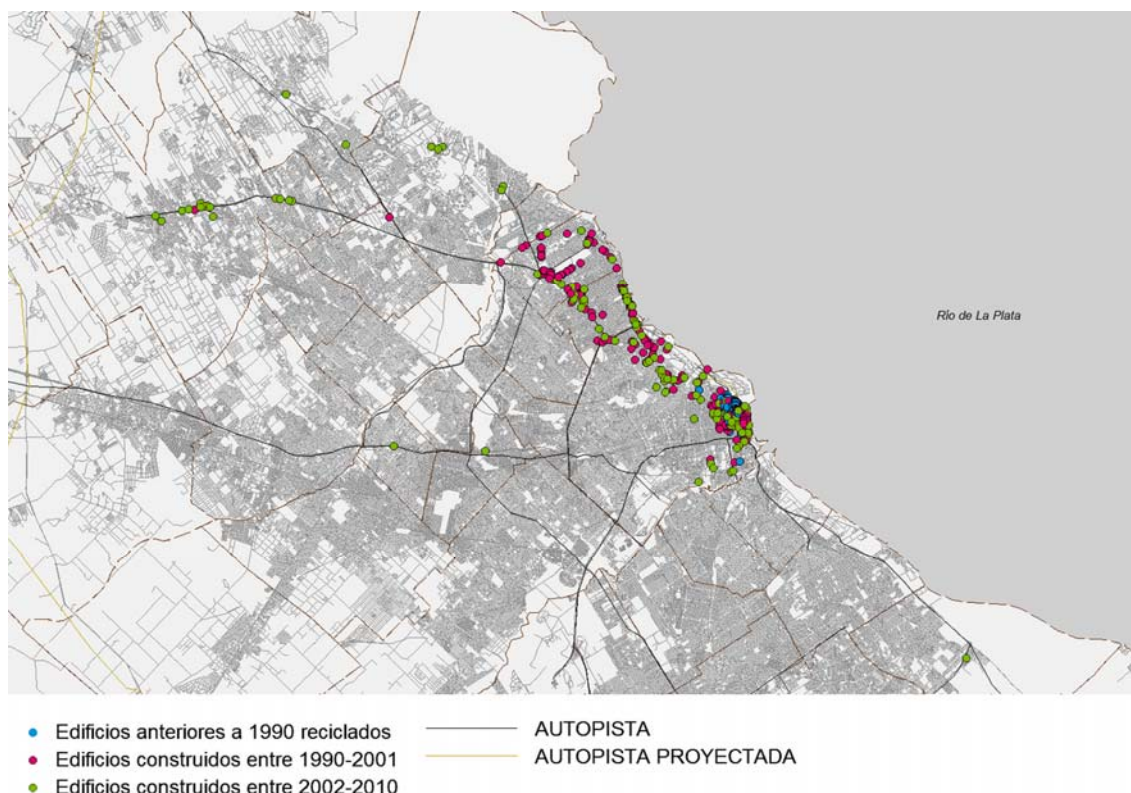 Río de La Plata
Edificios anteriores a 1990 reciclados
AUTOPISTA
Edificios construidos entre 1990-2001
AUTOPISTA PROYECTADA
Edificios construidos entre 2002-2010